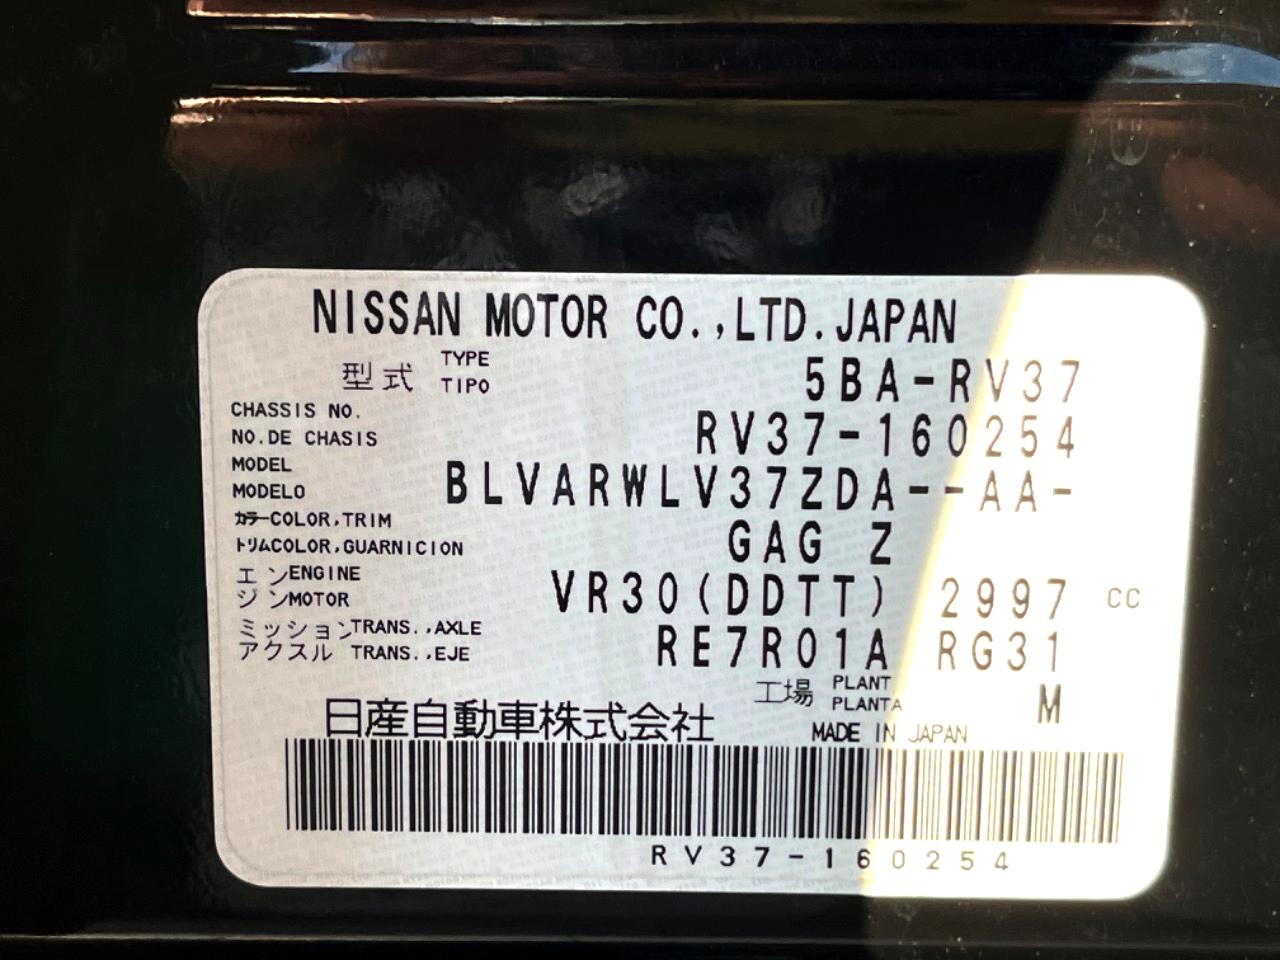 NISSAN MOTOR CO.,LTD.JAPAN
型式 TYPE TIPO 5BA-RV37
CHASSIS NO.
NO.DE CHASIS RV37-160254
MODEL
MODELO BLVARWLV37ZDA--AA-
カラーCOLOR,TRIM
トリムCOLOR,GUARNICION GAG Z
エンENGINE
ジンMOTOR VR30(DDTT) 2997 CC
ミッションTRANS.,AXLE
アクスル TRANS.,EJE RE7R01A RG31
工場 PLANT
PLANTA M
日産自動車株式会社 MADE IN JAPAN
RV37-160254